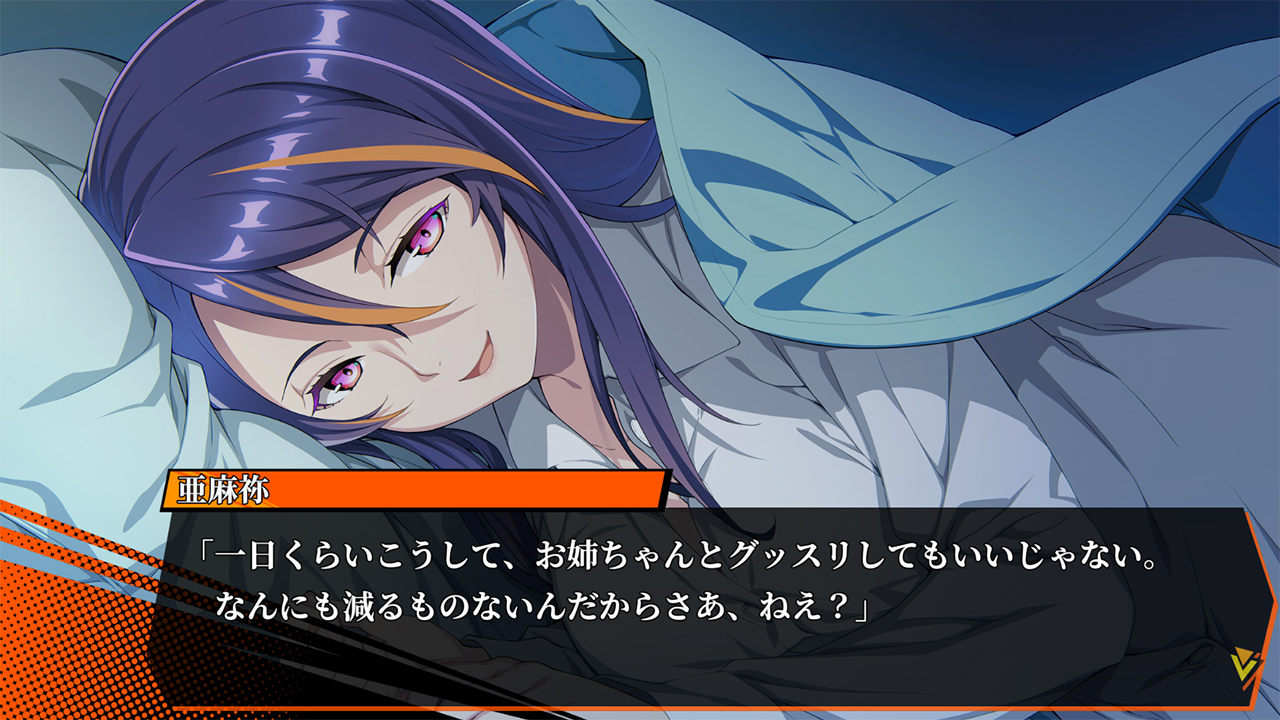 亜麻祢
「一日くらいこうして、お姉ちゃんとグッスリしてもいいじゃない。
なんにも減るものないんだからさあ、ねえ？」